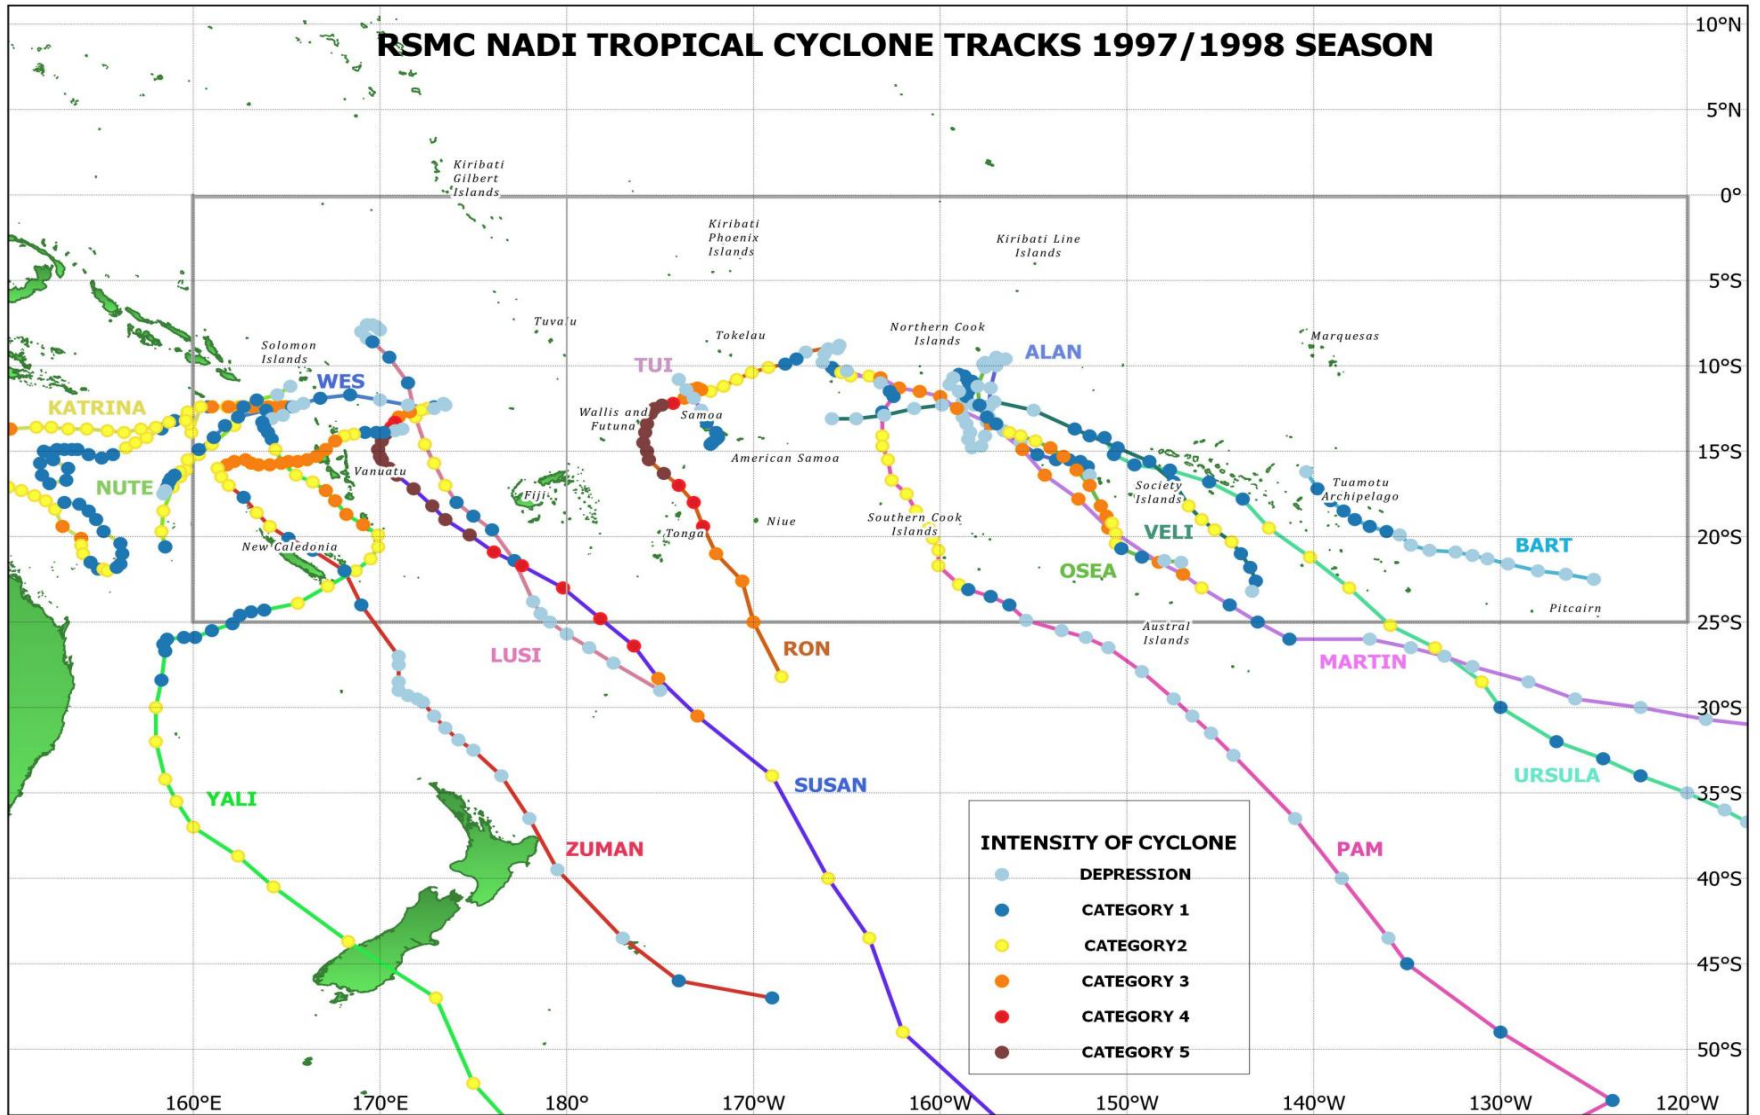 RSMC NADI TROPICAL CYCLONE TRACKS 1997/1998 SEASON
10°N
5°N
Kiribati
Gilbert
Islands
0°
Kiribati
Phoenix
Islands
Kiribati Line
Islands
5°S
Tuvalu
Solomon
Islands
Tokelau
Northern Cook
Islands
Marquesas
ALAN
TUI
10°S
WES
KATRINA
Wallis and
Futuna
Samoa
American Samoa
15°S
Vanuatu
NUTE
Fiji
Society
Islands
Tuamotu
Archipelago
Niue
Southern Cook
Islands
Tonga
VELI
20°S
New Caledonia
BART
OSEA
Pitcairn
25°S
Austral
Islands
LUSI
RON
MARTIN
30°S
URSULA
SUSAN
YALI
35°S
ZUMAN
PAM
INTENSITY OF CYCLONE
DEPRESSION
CATEGORY 1
CATEGORY2
CATEGORY 3
CATEGORY 4
CATEGORY 5
40°S
45°S
50°S
160°E
170°E
180°
170°W
160°W
150°W
140°W
130°W
120°W